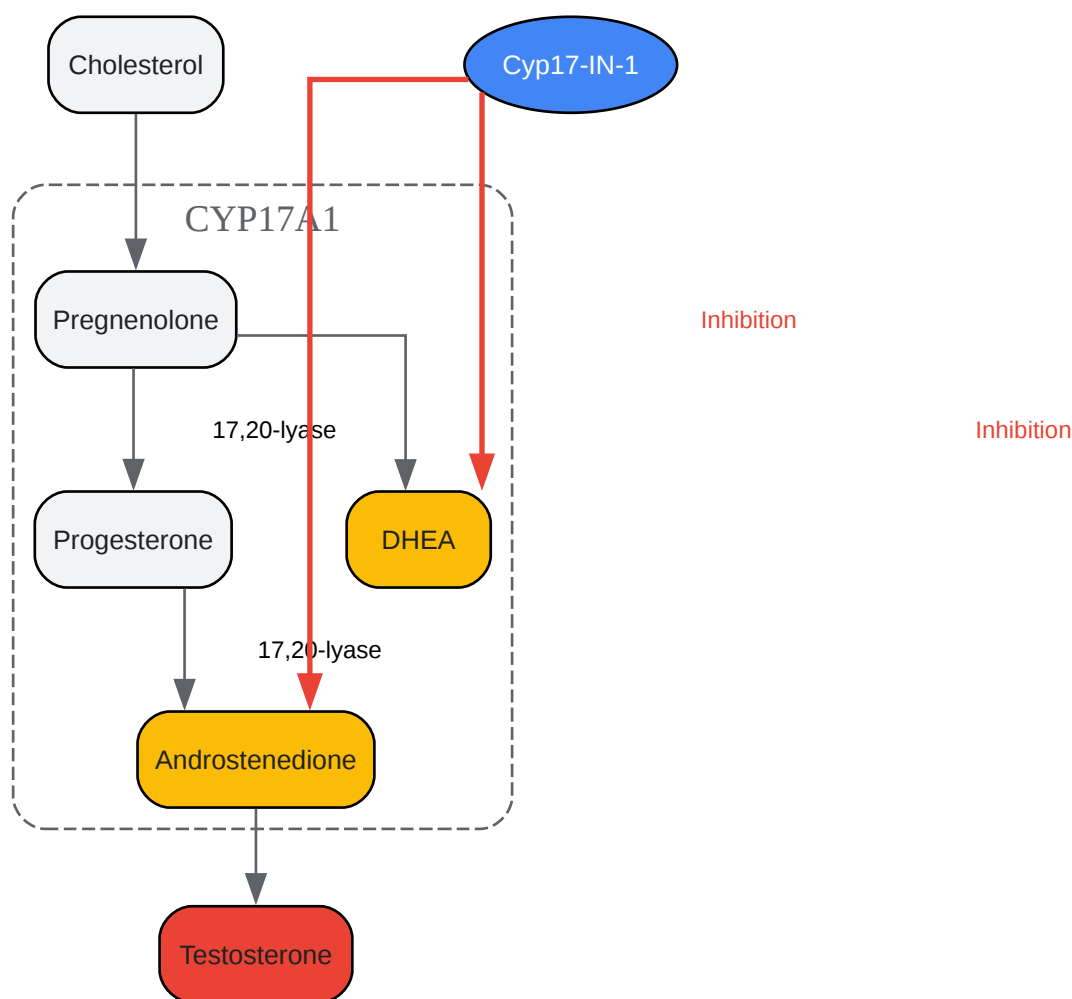 Cholesterol
Cyp17-IN-1
CYP17A1
Pregnenolone
Inhibition
17,20-lyase
Inhibition
Progesterone
DHEA
17,20-lyase
Androstenedione
Testosterone